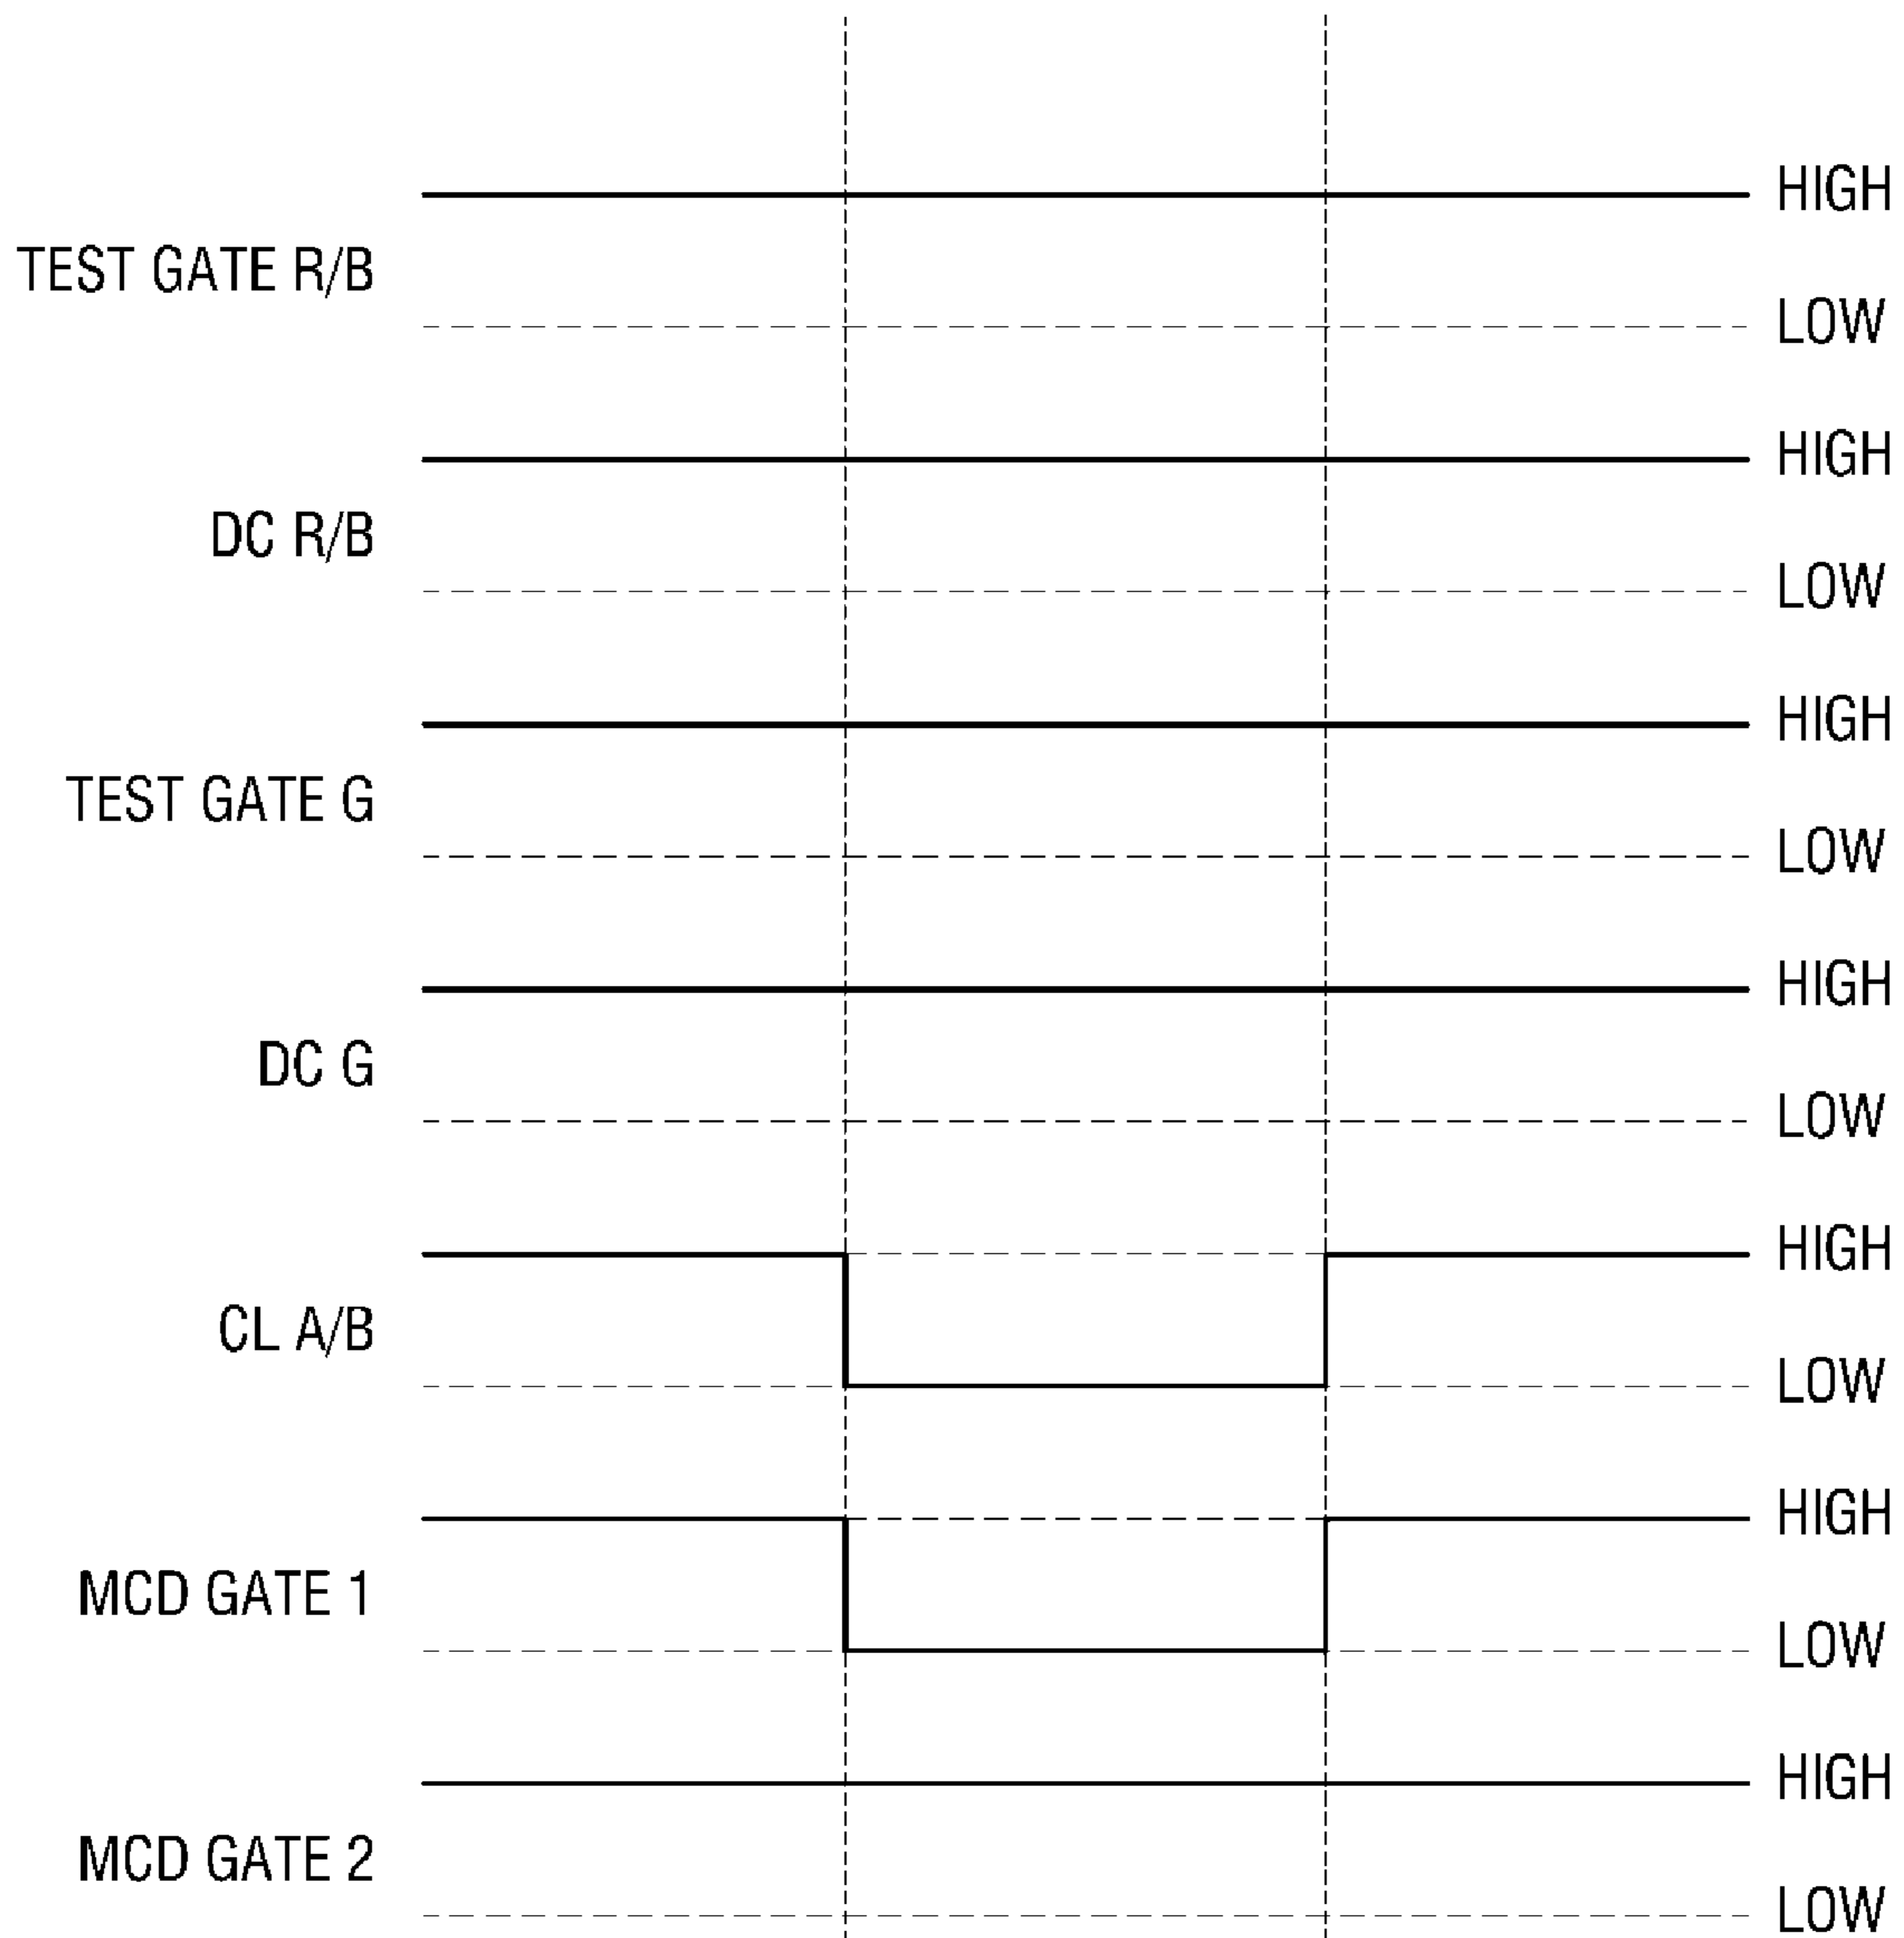 HIGH
TEST GATE R/B
LOW
HIGH
DC R/B
LOW
HIGH
TEST GATE G
LOW
HIGH
DC G
LOW
HIGH
CL A/B
LOW
HIGH
MCD GATE 1
LOW
HIGH
MCD GATE 2
LOW